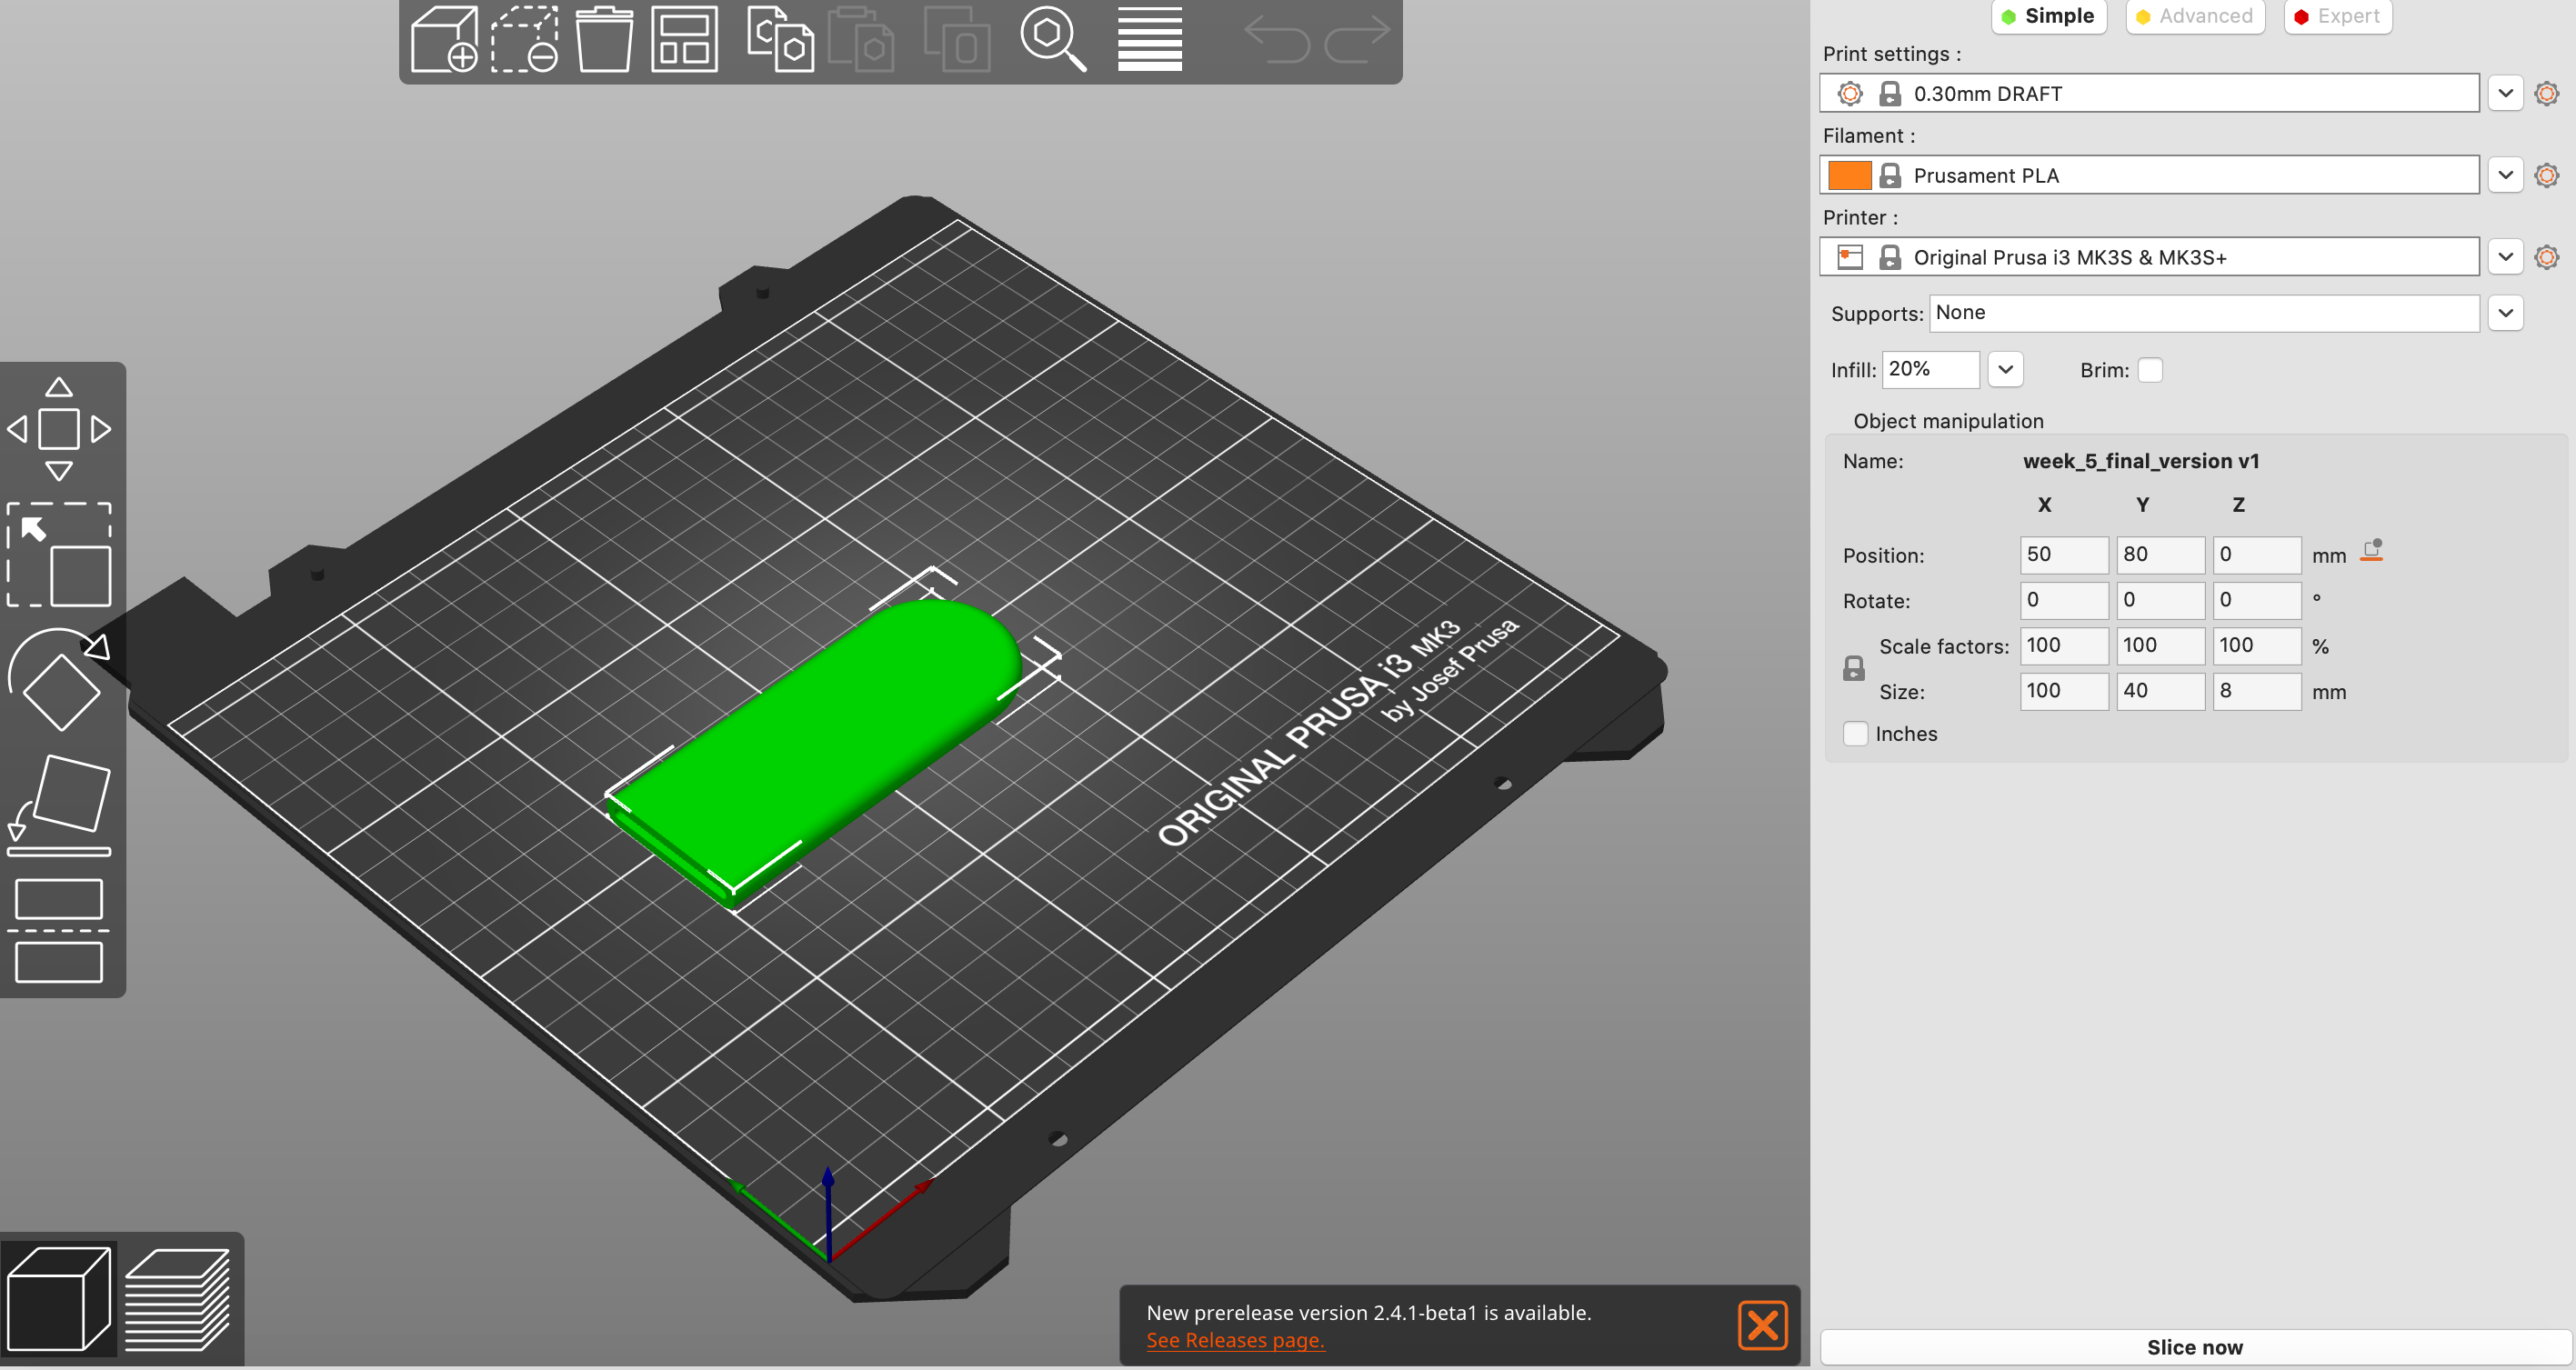 Simple Advanced Expert
Print settings :
0.30mm DRAFT
Filament :
Prusament PLA
Printer :
Original Prusa i3 MK3S & MK3S+
Supports: None
Infill: 20% Brim:
Object manipulation
Name: week_5_final_version v1
X Y Z
Position: 50 80 0 mm
Rotate: 0 0 0 °
Scale factors: 100 100 100 %
Size: 100 40 8 mm
Inches
ORIGINAL PRUSA i3 MK3
by Josef Prusa
New prerelease version 2.4.1-beta1 is available.
See Releases page.
Slice now